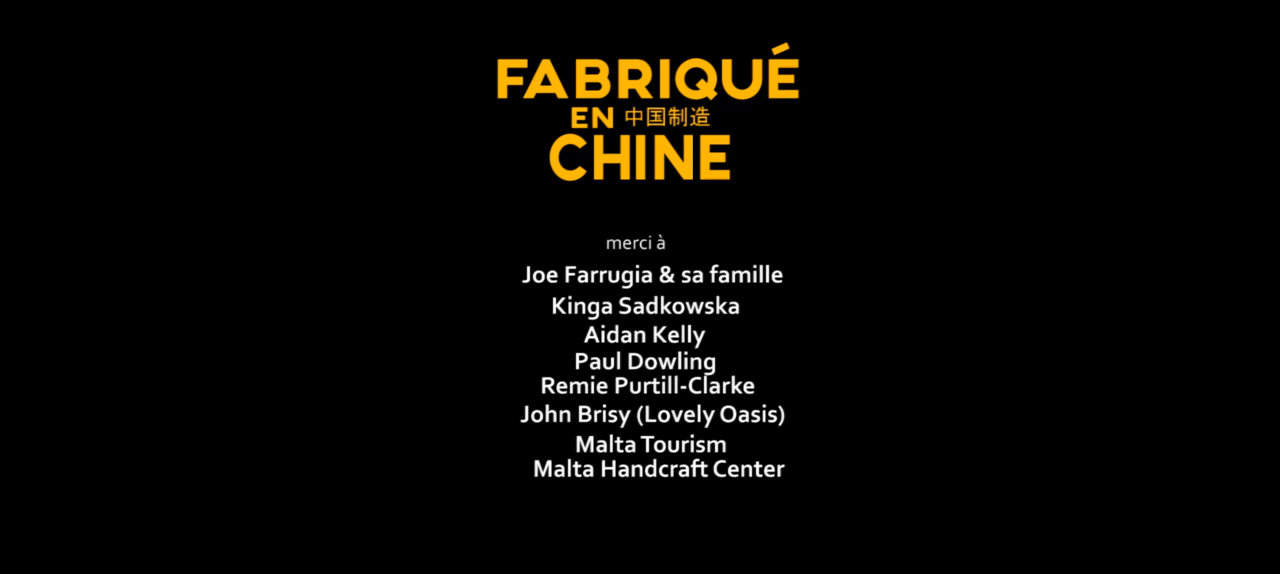 FABRIQUÉ
EN 中国制造
CHINE
merci à
Joe Farrugia & sa famille
Kinga Sadkowska
Aidan Kelly
Paul Dowling
Remie Purtill-Clarke
John Brisy (Lovely Oasis)
Malta Tourism
Malta Handcraft Center